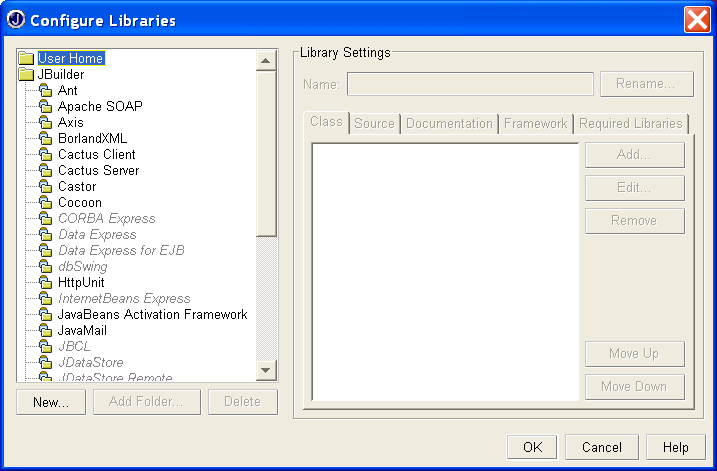 Configure Libraries
User Home
JBuilder
Ant
Apache SOAP
Axis
BorlandXML
Cactus Client
Cactus Server
Castor
Cocoon
CORBA Express
Data Express
Data Express for EJB
dbSwing
HttpUnit
InternetBeans Express
JavaBeans Activation Framework
JavaMail
JBCL
JDataStore
JDataStore Remote
New...
Add Folder...
Delete
Library Settings
Name:
Rename...
Class Source Documentation Framework Required Libraries
Add...
Edit...
Remove
Move Up
Move Down
OK
Cancel
Help